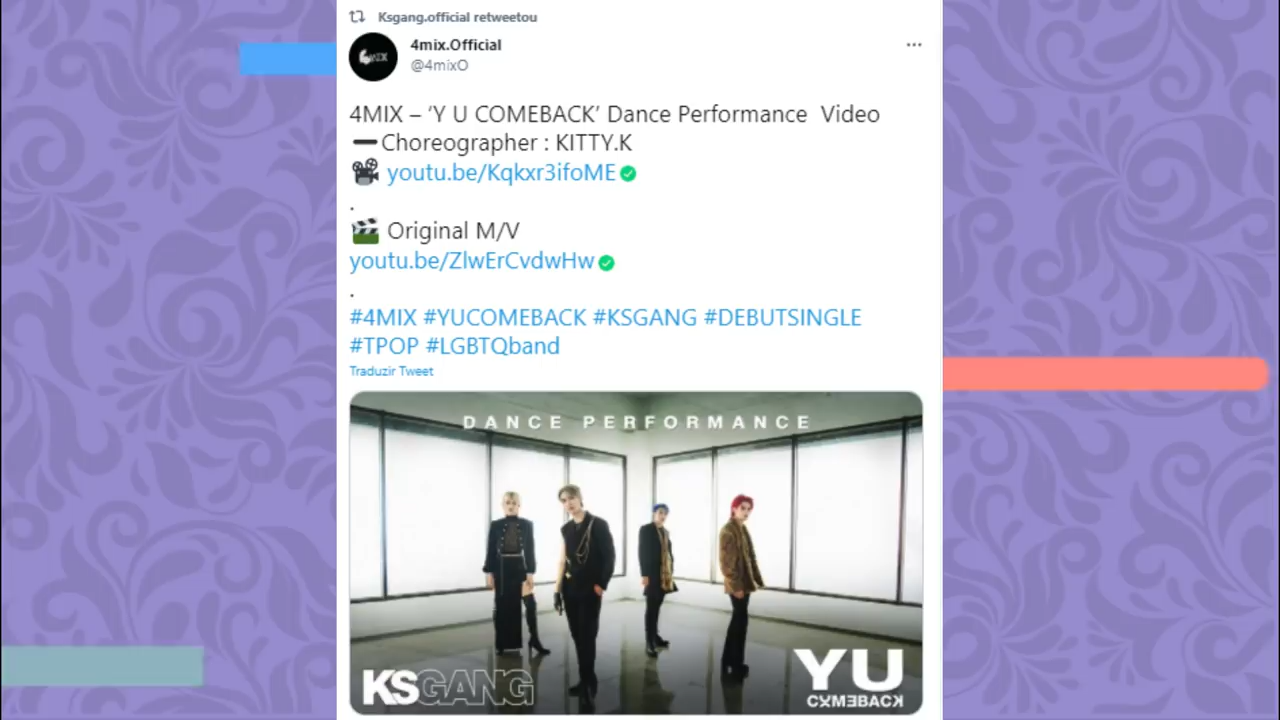 Ksgang.official retweetou
4MIX
4mix.Official
@4mixO
4MIX – ‘Y U COMEBACK’ Dance Performance Video
➖Choreographer : KITTY.K
🎥 youtu.be/Kqkxr3ifoME
.
🎬 Original M/V
youtu.be/ZlwErCvdwHw
.
#4MIX #YUCOMEBACK #KSGANG #DEBUTSINGLE
#TPOP #LGBTQband
Traduzir Tweet
DANCE PERFORMANCE
KSGANG
YU
COMEBACK